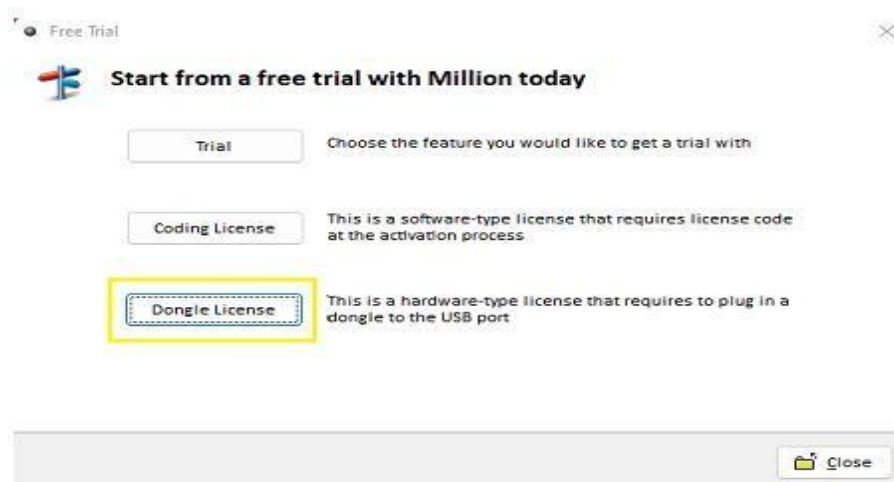 Free Trial
Start from a free trial with Million today
Trial
Choose the feature you would like to get a trial with
Coding License
This is a software-type license that requires license code
at the activation process
Dongle License
This is a hardware-type license that requires to plug in a
dongle to the USB port
Close